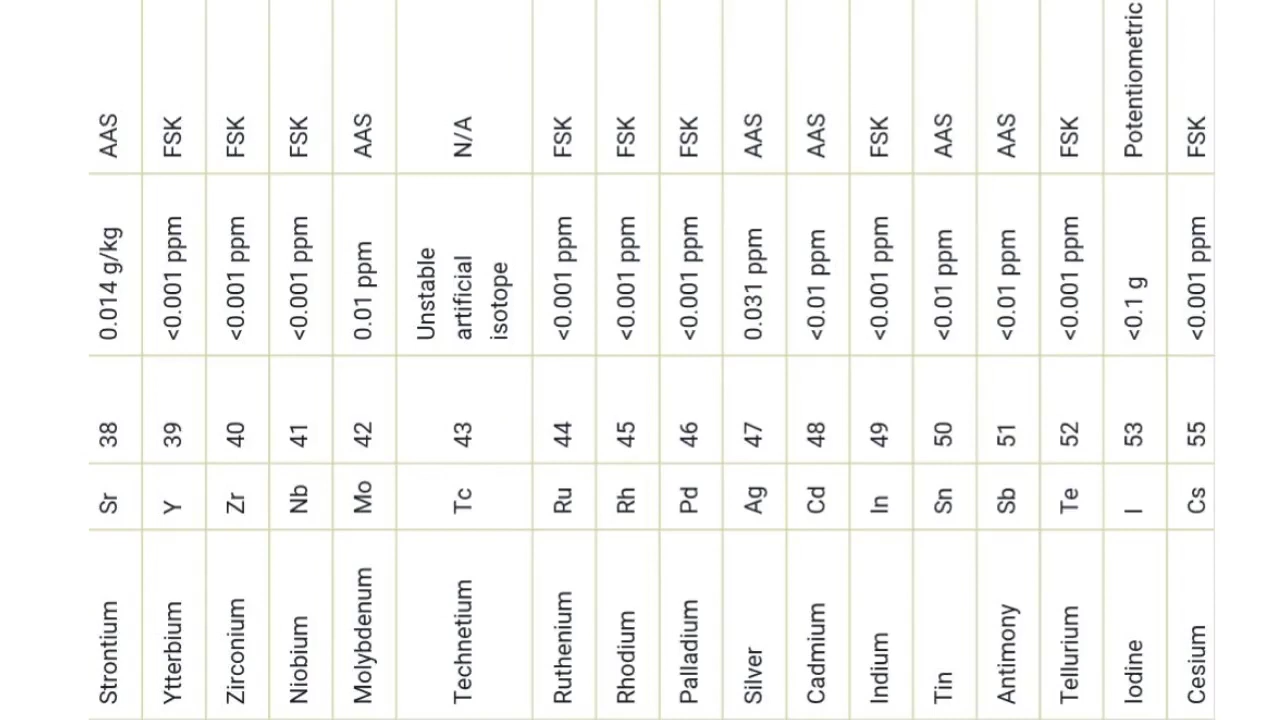 Strontium Sr 38 0.014 g/kg AAS
Ytterbium Y 39 <0.001 ppm FSK
Zirconium Zr 40 <0.001 ppm FSK
Niobium Nb 41 <0.001 ppm FSK
Molybdenum Mo 42 0.01 ppm AAS
Technetium Tc 43 Unstable artificial isotope N/A
Ruthenium Ru 44 <0.001 ppm FSK
Rhodium Rh 45 <0.001 ppm FSK
Palladium Pd 46 <0.001 ppm FSK
Silver Ag 47 0.031 ppm AAS
Cadmium Cd 48 <0.01 ppm AAS
Indium In 49 <0.001 ppm FSK
Tin Sn 50 <0.01 ppm AAS
Antimony Sb 51 <0.01 ppm AAS
Tellurium Te 52 <0.001 ppm FSK
Iodine I 53 <0.1 g Potentiometric
Cesium Cs 55 <0.001 ppm FSK